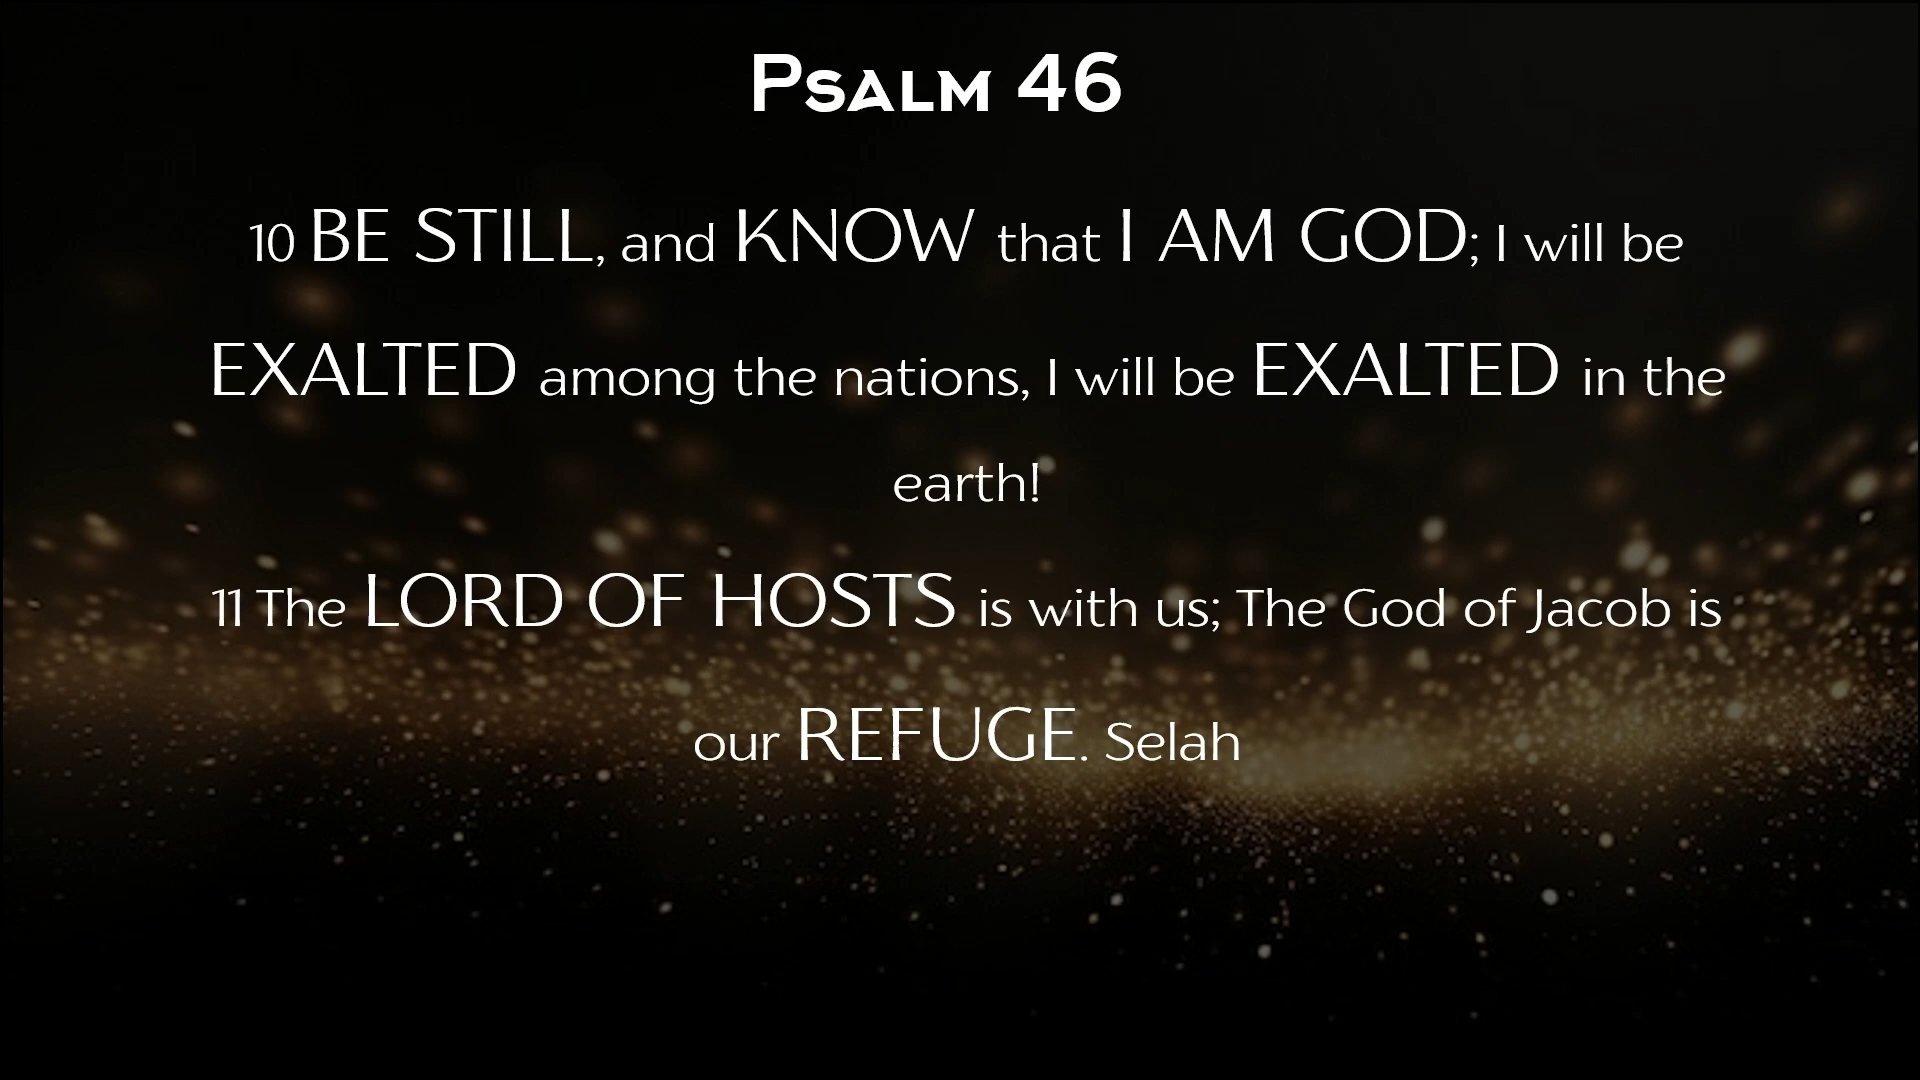 Psalm 46
10 BE STILL, and KNOW that I AM GOD; I will be
EXALTED among the nations, I will be EXALTED in the
earth!
11 The LORD OF HOSTS is with us; The God of Jacob is
our REFUGE. Selah